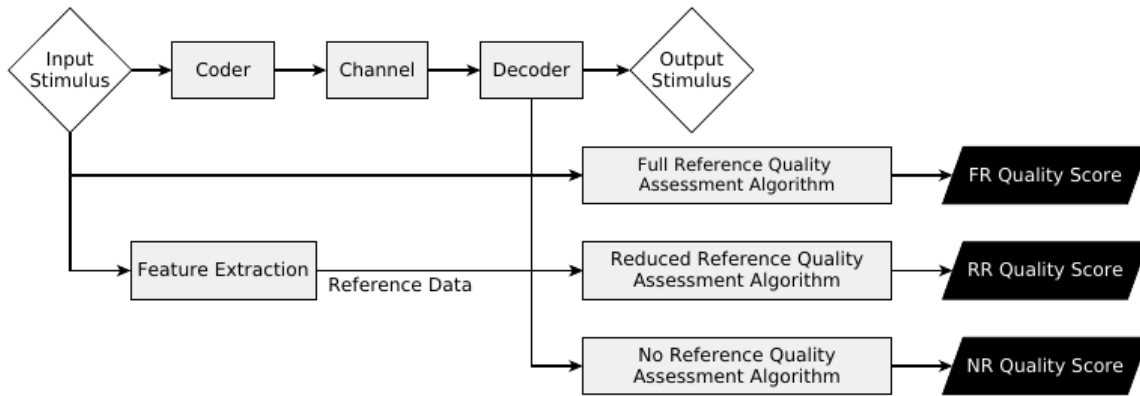 Input
Stimulus
Coder
Channel
Decoder
Output
Stimulus
Full Reference Quality
Assessment Algorithm
FR Quality Score
Feature Extraction
Reference Data
Reduced Reference Quality
Assessment Algorithm
RR Quality Score
No Reference Quality
Assessment Algorithm
NR Quality Score